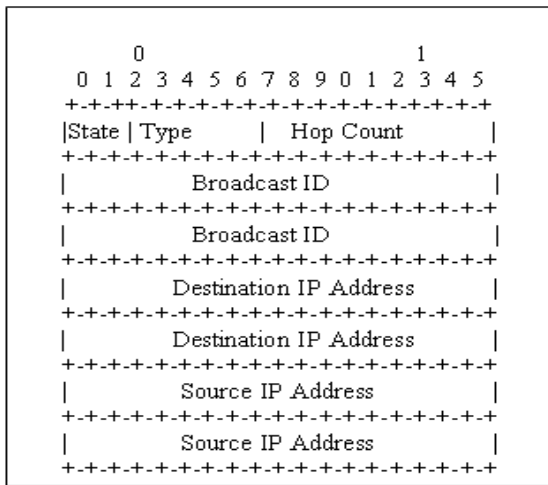 0 1
0 1 2 3 4 5 6 7 8 9 0 1 2 3 4 5
+-+-++-+-+-+-+-+-+-+-+-+-+-+-+-+
|State | Type | Hop Count |
+-+-+-+-+-+-+-+-+-+-+-+-+-+-+-+-+
| Broadcast ID |
+-+-+-+-+-+-+-+-+-+-+-+-+-+-+-+-+
| Broadcast ID |
+-+-+-+-+-+-+-+-+-+-+-+-+-+-+-+-+
| Destination IP Address |
+-+-+-+-+-+-+-+-+-+-+-+-+-+-+-+-+
| Destination IP Address |
+-+-+-+-+-+-+-+-+-+-+-+-+-+-+-+-+
| Source IP Address |
+-+-+-+-+-+-+-+-+-+-+-+-+-+-+-+-+
| Source IP Address |
+-+-+-+-+-+-+-+-+-+-+-+-+-+-+-+-+